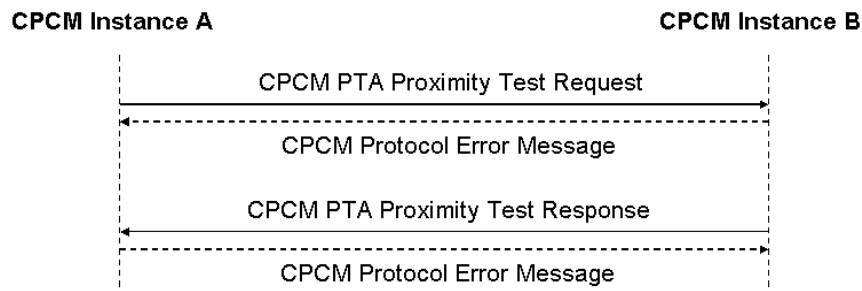 CPCM Instance A
CPCM Instance B
CPCM PTA Proximity Test Request
CPCM Protocol Error Message
CPCM PTA Proximity Test Response
CPCM Protocol Error Message